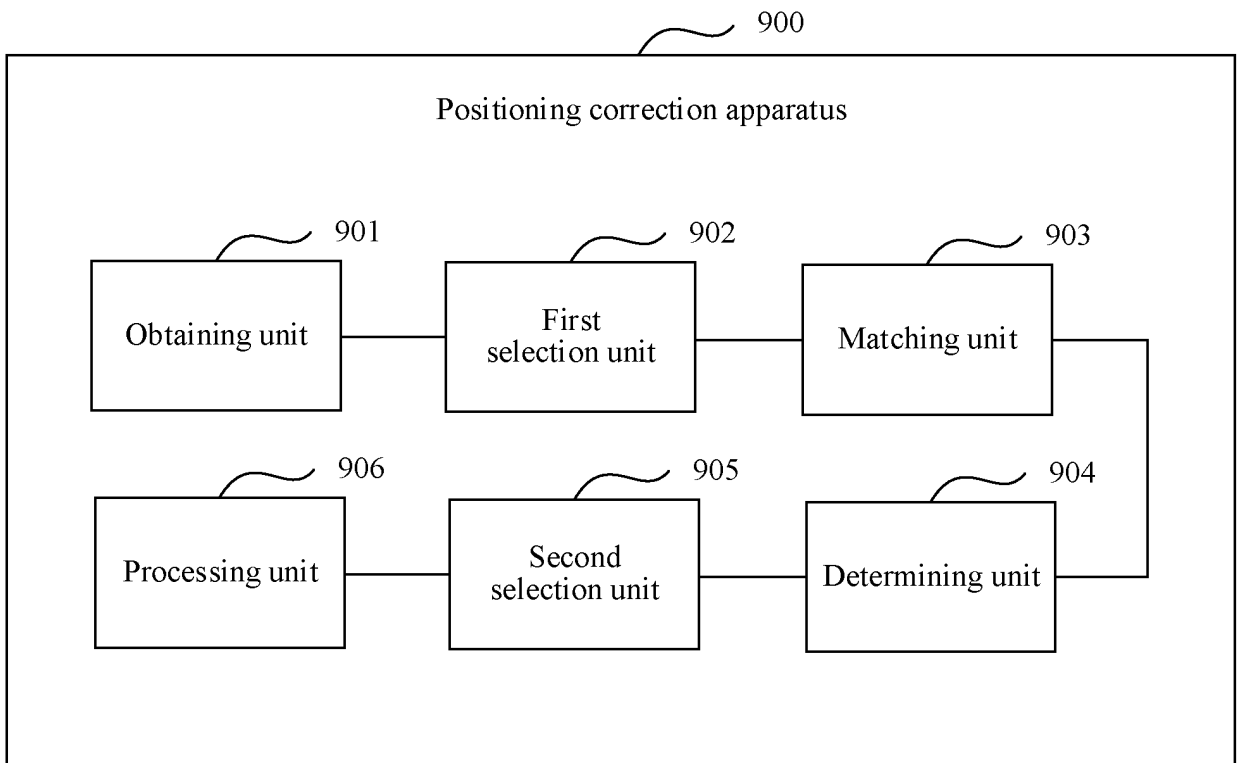 900
Positioning correction apparatus
901
902
903
Obtaining unit
First
selection unit
Matching unit
906
905
904
Processing unit
Second
selection unit
Determining unit